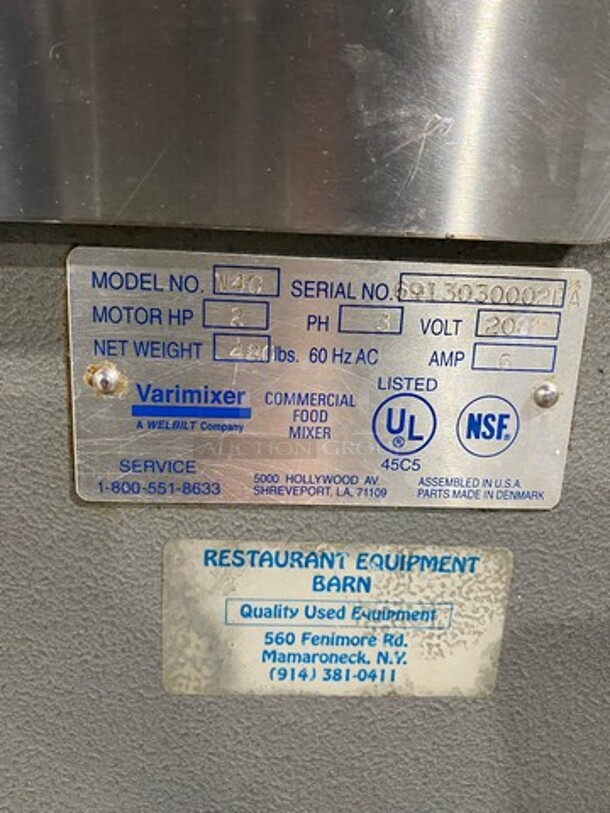 MODEL NO. W40 SERIAL NO.
MOTOR HP 2 PH 3 VOLT
NET WEIGHT lbs. 60 Hz AC AMP 6
Varimixer
A WELBILT Company
COMMERCIAL
FOOD
MIXER
LISTED
UL
®
45C5
NSF®
SERVICE
1-800-551-8633
5000 HOLLYWOOD AV.
SHREVEPORT, LA, 71109
ASSEMBLED IN U.S.A.
PARTS MADE IN DENMARK
AUCTION GROUP
RESTAURANT EQUIPMENT
BARN
Quality Used Equipment
560 Fenimore Rd.
Mamaroneck, N.Y.
(914) 381-0411